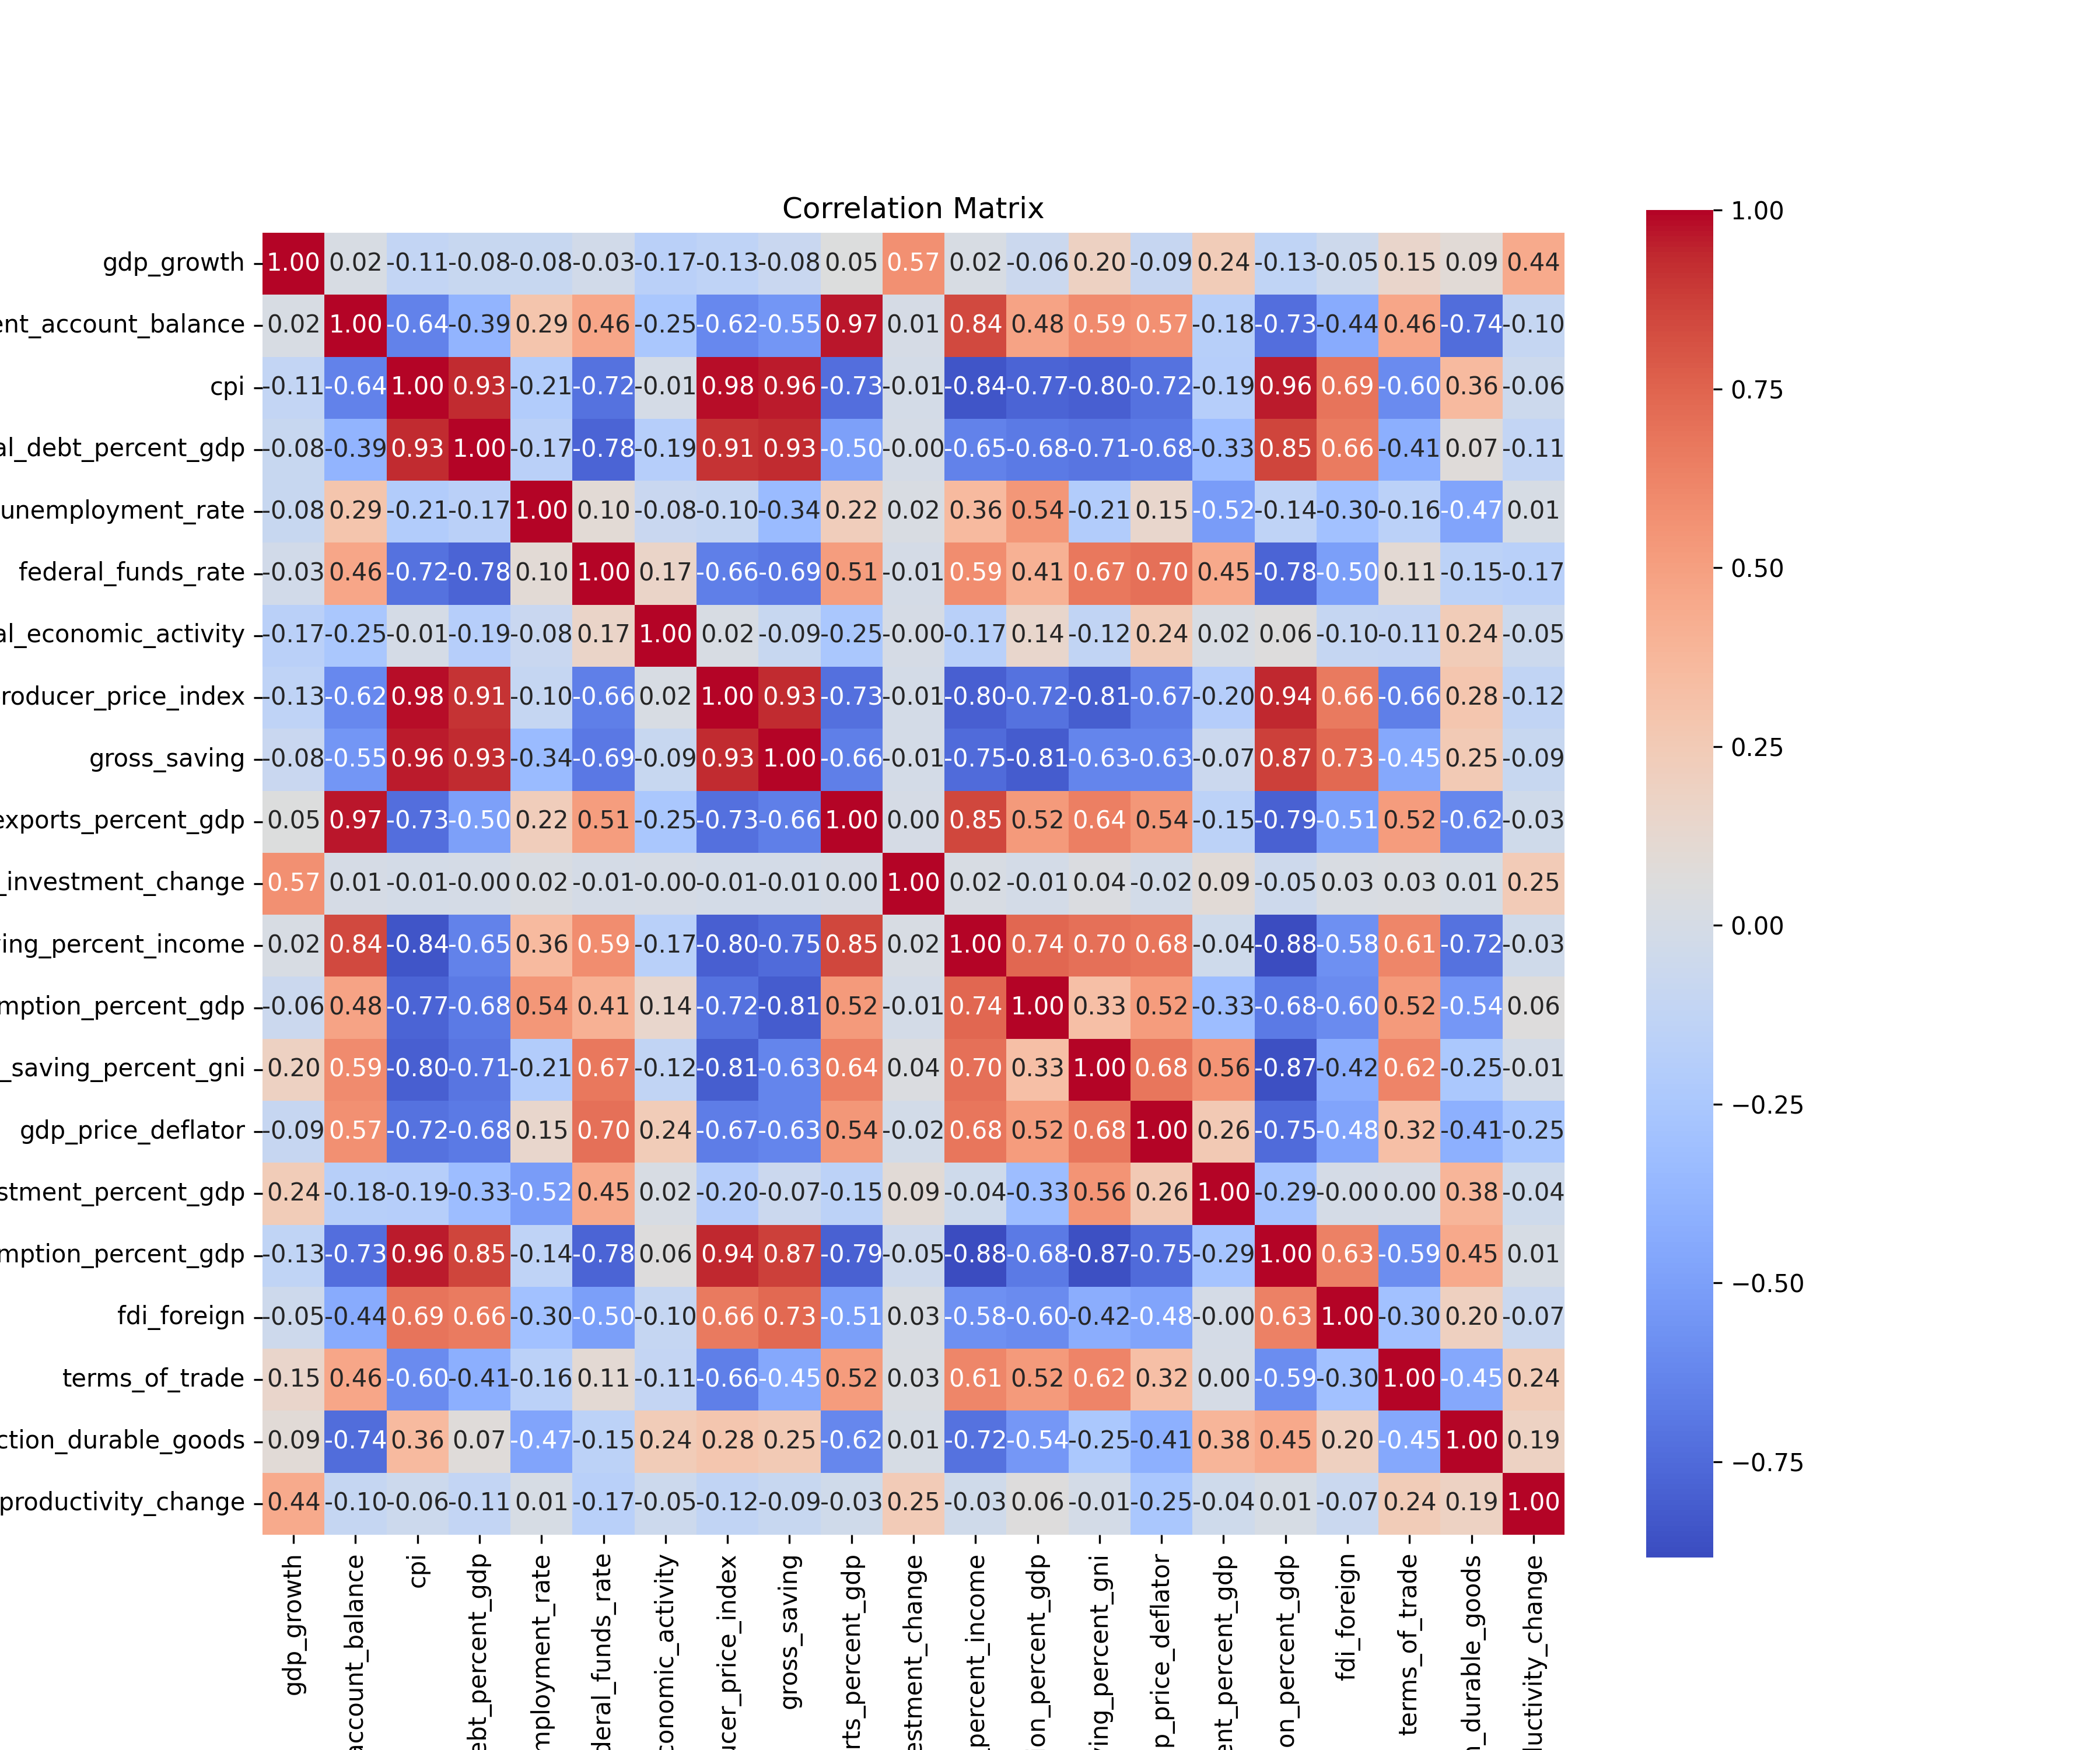 Correlation Matrix
gdp_growth 1.00 0.02 -0.11 -0.08 -0.08 -0.03 -0.17 -0.13 -0.08 0.05 0.57 0.02 -0.06 0.20 -0.09 0.24 -0.13 -0.05 0.15 0.09 0.44
nt_account_balance 0.02 1.00 -0.64 -0.39 0.29 0.46 -0.25 -0.62 -0.55 0.97 0.01 0.84 0.48 0.59 0.57 -0.18 -0.73 -0.44 0.46 -0.74 -0.10
cpi -0.11 -0.64 1.00 0.93 -0.21 -0.72 -0.01 0.98 0.96 -0.73 -0.01 -0.84 -0.77 -0.80 -0.72 -0.19 0.96 0.69 -0.60 0.36 -0.06
al_debt_percent_gdp -0.08 -0.39 0.93 1.00 -0.17 -0.78 -0.19 0.91 0.93 -0.50 -0.00 -0.65 -0.68 -0.71 -0.68 -0.33 0.85 0.66 -0.41 0.07 -0.11
unemployment_rate -0.08 0.29 -0.21 -0.17 1.00 0.10 -0.08 -0.10 -0.34 0.22 0.02 0.36 0.54 -0.21 0.15 -0.52 -0.14 -0.30 -0.16 -0.47 0.01
federal_funds_rate -0.03 0.46 -0.72 -0.78 0.10 1.00 0.17 -0.66 -0.69 0.51 -0.01 0.59 0.41 0.67 0.70 0.45 -0.78 -0.50 0.11 -0.15 -0.17
al_economic_activity -0.17 -0.25 -0.01 -0.19 -0.08 0.17 1.00 0.02 -0.09 -0.25 -0.00 -0.17 0.14 -0.12 0.24 0.02 0.06 -0.10 -0.11 0.24 -0.05
roducer_price_index -0.13 -0.62 0.98 0.91 -0.10 -0.66 0.02 1.00 0.93 -0.73 -0.01 -0.80 -0.72 -0.81 -0.67 -0.20 0.94 0.66 -0.66 0.28 -0.12
gross_saving -0.08 -0.55 0.96 0.93 -0.34 -0.69 -0.09 0.93 1.00 -0.66 -0.01 -0.75 -0.81 -0.63 -0.63 -0.07 0.87 0.73 -0.45 0.25 -0.09
exports_percent_gdp 0.05 0.97 -0.73 -0.50 0.22 0.51 -0.25 -0.73 -0.66 1.00 0.00 0.85 0.52 0.64 0.54 -0.15 -0.79 -0.51 0.52 -0.62 -0.03
_investment_change 0.57 0.01 -0.01 -0.00 0.02 -0.01 -0.00 -0.01 -0.01 0.00 1.00 0.02 -0.01 0.04 -0.02 0.09 -0.05 0.03 0.03 0.01 0.25
ing_percent_income 0.02 0.84 -0.84 -0.65 0.36 0.59 -0.17 -0.80 -0.75 0.85 0.02 1.00 0.74 0.70 0.68 -0.04 -0.88 -0.58 0.61 -0.72 -0.03
mption_percent_gdp -0.06 0.48 -0.77 -0.68 0.54 0.41 0.14 -0.72 -0.81 0.52 -0.01 0.74 1.00 0.33 0.52 -0.33 -0.68 -0.60 0.52 -0.54 0.06
_saving_percent_gni 0.20 0.59 -0.80 -0.71 -0.21 0.67 -0.12 -0.81 -0.63 0.64 0.04 0.70 0.33 1.00 0.68 0.56 -0.87 -0.42 0.62 -0.25 -0.01
gdp_price_deflator -0.09 0.57 -0.72 -0.68 0.15 0.70 0.24 -0.67 -0.63 0.54 -0.02 0.68 0.52 0.68 1.00 0.26 -0.75 -0.48 0.32 -0.41 -0.25
stment_percent_gdp 0.24 -0.18 -0.19 -0.33 -0.52 0.45 0.02 -0.20 -0.07 -0.15 0.09 -0.04 -0.33 0.56 0.26 1.00 -0.29 -0.00 0.00 0.38 -0.04
mption_percent_gdp -0.13 -0.73 0.96 0.85 -0.14 -0.78 0.06 0.94 0.87 -0.79 -0.05 -0.88 -0.68 -0.87 -0.75 -0.29 1.00 0.63 -0.59 0.45 0.01
fdi_foreign -0.05 -0.44 0.69 0.66 -0.30 -0.50 -0.10 0.66 0.73 -0.51 0.03 -0.58 -0.60 -0.42 -0.48 -0.00 0.63 1.00 -0.30 0.20 -0.07
terms_of_trade 0.15 0.46 -0.60 -0.41 -0.16 0.11 -0.11 -0.66 -0.45 0.52 0.03 0.61 0.52 0.62 0.32 0.00 -0.59 -0.30 1.00 -0.45 0.24
ction_durable_goods 0.09 -0.74 0.36 0.07 -0.47 -0.15 0.24 0.28 0.25 -0.62 0.01 -0.72 -0.54 -0.25 -0.41 0.38 0.45 0.20 -0.45 1.00 0.19
productivity_change 0.44 -0.10 -0.06 -0.11 0.01 -0.17 -0.05 -0.12 -0.09 -0.03 0.25 -0.03 0.06 -0.01 -0.25 -0.04 0.01 -0.07 0.24 0.19 1.00
gdp_growth
account_balance
cpi
ebt_percent_gdp
mployment_rate
deral_funds_rate
conomic_activity
ucer_price_index
gross_saving
rts_percent_gdp
estment_change
_percent_income
on_percent_gdp
ving_percent_gni
p_price_deflator
ent_percent_gdp
on_percent_gdp
fdi_foreign
terms_of_trade
n_durable_goods
ductivity_change
1.00
0.75
0.50
0.25
0.00
−0.25
−0.50
−0.75